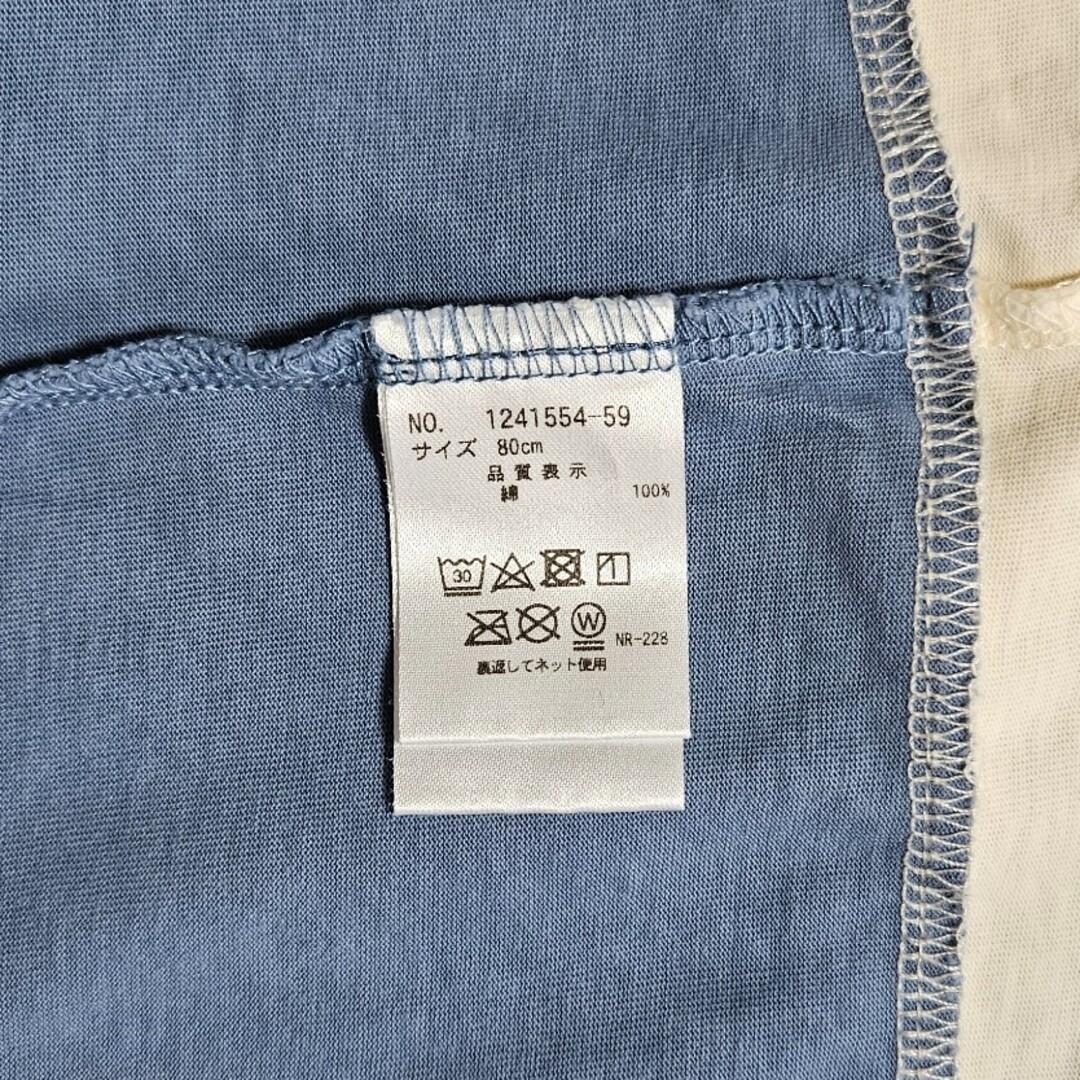 NO. 1241554-59
サイズ 80cm
品質表示
綿 100%
30
W NR-228
裏返してネット使用